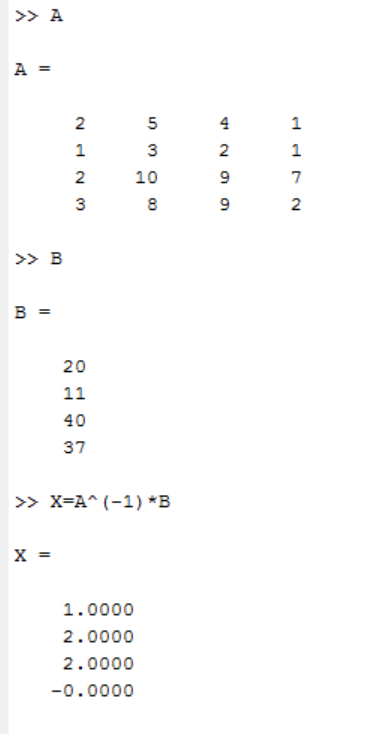 >> A
A =
2 5 4 1
1 3 2 1
2 10 9 7
3 8 9 2
>> B
B =
20
11
40
37
>> X=A^(-1)*B
X =
1.0000
2.0000
2.0000
-0.0000